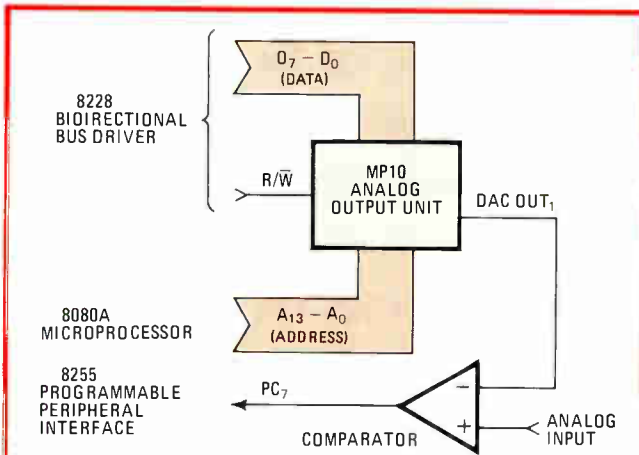 O₇ – D₀
(DATA)
8228
BIDIRECTIONAL
BUS DRIVER
R/W̅
MP10
ANALOG
OUTPUT UNIT
DAC OUT₁
8080A
MICROPROCESSOR
A₁₃ – A₀
(ADDRESS)
8255
PROGRAMMABLE
PERIPHERAL
INTERFACE
PC₇
–
+
COMPARATOR
ANALOG
INPUT